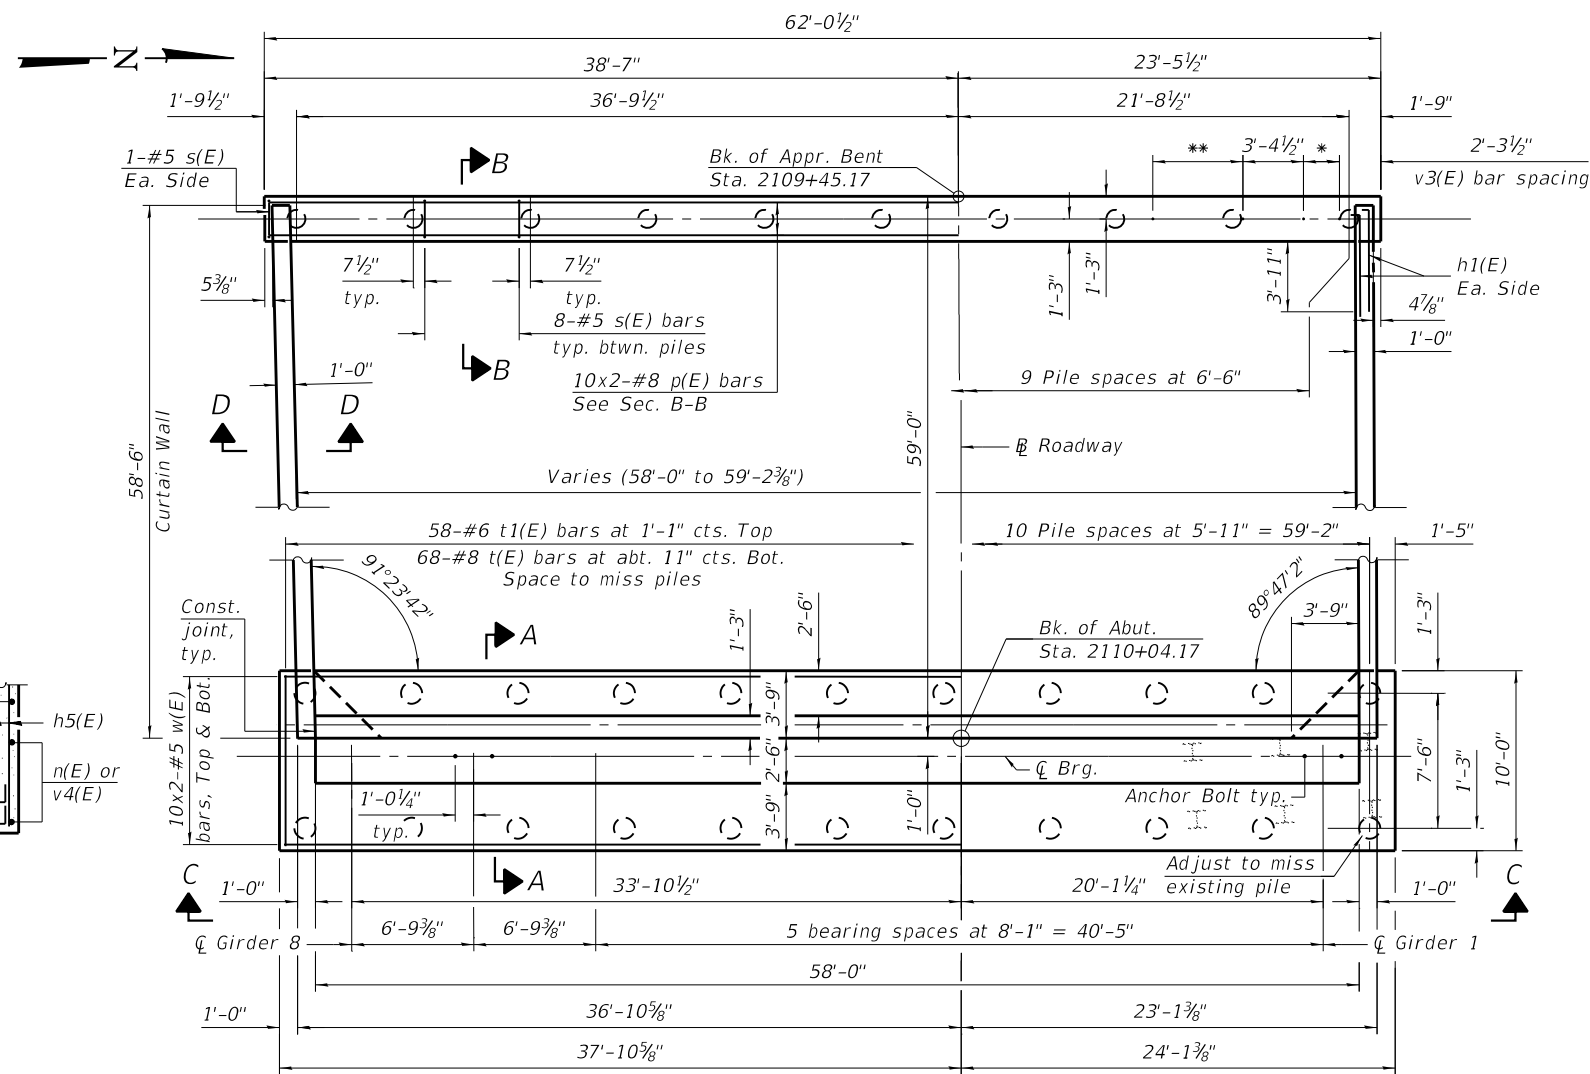 62'-0½"
38'-7"
23'-5½"
N
1'-9½"
36'-9½"
21'-8½"
1'-9"
1-#5 s(E)
Ea. Side
B
Bk. of Appr. Bent
Sta. 2109+45.17
**
3'-4½"
*
2'-3½"
v3(E) bar spacing
5⅜"
7½"
typ.
7½"
typ.
8-#5 s(E) bars
typ. btwn. piles
1'-3"
1'-3"
3'-11"
h1(E)
Ea. Side
4⅞"
1'-0"
B
1'-0"
10x2-#8 p(E) bars
See Sec. B-B
9 Pile spaces at 6'-6"
D
D
58'-6"
Curtain Wall
59'-0"
℄ Roadway
Varies (58'-0" to 59'-2⅜")
58-#6 t1(E) bars at 1'-1" cts. Top
68-#8 t(E) bars at abt. 11" cts. Bot.
Space to miss piles
10 Pile spaces at 5'-11" = 59'-2"
1'-5"
91°23'42"
89°47'2"
Const.
joint,
typ.
A
1'-3"
2'-6"
Bk. of Abut.
Sta. 2110+04.17
3'-9"
1'-3"
10x2-#5 w(E)
bars, Top & Bot.
h5(E)
n(E) or
v4(E)
3'-9"
2'-6"
3'-9"
℄ Brg.
1'-0"
Anchor Bolt typ.
7'-6"
1'-3"
10'-0"
1'-0¼"
typ.
Adjust to miss
existing pile
C
A
C
1'-0"
33'-10½"
20'-1¼"
1'-0"
℄ Girder 8
6'-9⅜"
6'-9⅜"
5 bearing spaces at 8'-1" = 40'-5"
℄ Girder 1
58'-0"
1'-0"
36'-10⅝"
23'-1⅜"
37'-10⅝"
24'-1⅜"